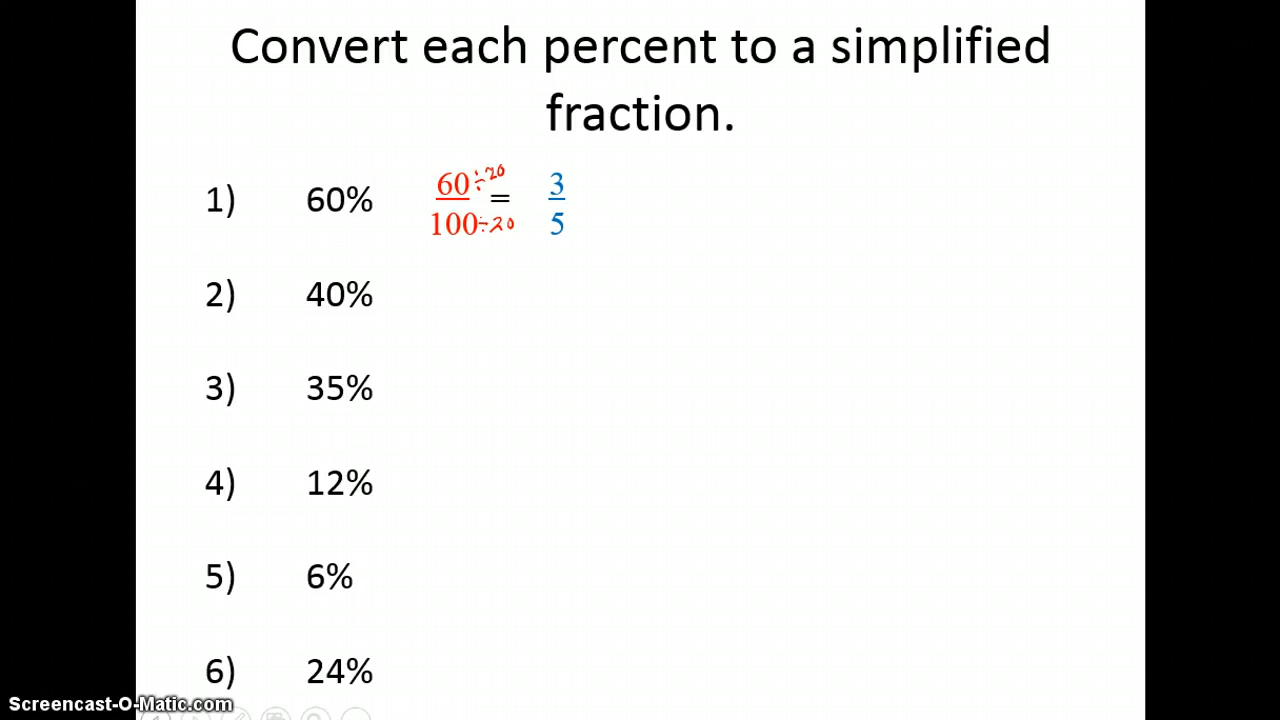 Convert each percent to a simplified
fraction.
1) 60% 60 ÷20 = 3
100 ÷20 5
2) 40%
3) 35%
4) 12%
5) 6%
6) 24%
Screencast-O-Matic.com